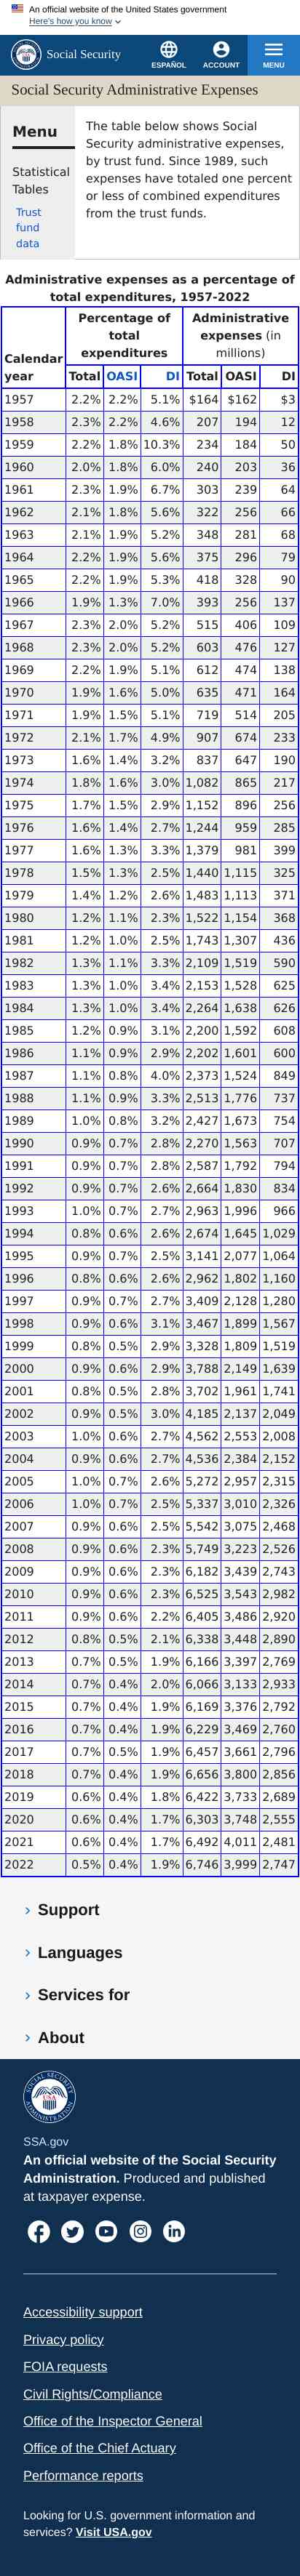 An official website of the United States government
Here's how you know
Social Security
ESPAÑOL
ACCOUNT
MENU
Social Security Administrative Expenses
Menu
Statistical
Tables
Trust
fund
data
The table below shows Social
Security administrative expenses,
by trust fund. Since 1989, such
expenses have totaled one percent
or less of combined expenditures
from the trust funds.
Administrative expenses as a percentage of
total expenditures, 1957-2022
Calendar
year
Percentage of
total
expenditures
Administrative
expenses (in
millions)
Total OASI DI Total OASI DI
1957 2.2% 2.2% 5.1% $164 $162 $3
1958 2.3% 2.2% 4.6% 207 194 12
1959 2.2% 1.8% 10.3% 234 184 50
1960 2.0% 1.8% 6.0% 240 203 36
1961 2.3% 1.9% 6.7% 303 239 64
1962 2.1% 1.8% 5.6% 322 256 66
1963 2.1% 1.9% 5.2% 348 281 68
1964 2.2% 1.9% 5.6% 375 296 79
1965 2.2% 1.9% 5.3% 418 328 90
1966 1.9% 1.3% 7.0% 393 256 137
1967 2.3% 2.0% 5.2% 515 406 109
1968 2.3% 2.0% 5.2% 603 476 127
1969 2.2% 1.9% 5.1% 612 474 138
1970 1.9% 1.6% 5.0% 635 471 164
1971 1.9% 1.5% 5.1% 719 514 205
1972 2.1% 1.7% 4.9% 907 674 233
1973 1.6% 1.4% 3.2% 837 647 190
1974 1.8% 1.6% 3.0% 1,082 865 217
1975 1.7% 1.5% 2.9% 1,152 896 256
1976 1.6% 1.4% 2.7% 1,244 959 285
1977 1.6% 1.3% 3.3% 1,379 981 399
1978 1.5% 1.3% 2.5% 1,440 1,115 325
1979 1.4% 1.2% 2.6% 1,483 1,113 371
1980 1.2% 1.1% 2.3% 1,522 1,154 368
1981 1.2% 1.0% 2.5% 1,743 1,307 436
1982 1.3% 1.1% 3.3% 2,109 1,519 590
1983 1.3% 1.0% 3.4% 2,153 1,528 625
1984 1.3% 1.0% 3.4% 2,264 1,638 626
1985 1.2% 0.9% 3.1% 2,200 1,592 608
1986 1.1% 0.9% 2.9% 2,202 1,601 600
1987 1.1% 0.8% 4.0% 2,373 1,524 849
1988 1.1% 0.9% 3.3% 2,513 1,776 737
1989 1.0% 0.8% 3.2% 2,427 1,673 754
1990 0.9% 0.7% 2.8% 2,270 1,563 707
1991 0.9% 0.7% 2.8% 2,587 1,792 794
1992 0.9% 0.7% 2.6% 2,664 1,830 834
1993 1.0% 0.7% 2.7% 2,963 1,996 966
1994 0.8% 0.6% 2.6% 2,674 1,645 1,029
1995 0.9% 0.7% 2.5% 3,141 2,077 1,064
1996 0.8% 0.6% 2.6% 2,962 1,802 1,160
1997 0.9% 0.7% 2.7% 3,409 2,128 1,280
1998 0.9% 0.6% 3.1% 3,467 1,899 1,567
1999 0.8% 0.5% 2.9% 3,328 1,809 1,519
2000 0.9% 0.6% 2.9% 3,788 2,149 1,639
2001 0.8% 0.5% 2.8% 3,702 1,961 1,741
2002 0.9% 0.5% 3.0% 4,185 2,137 2,049
2003 1.0% 0.6% 2.7% 4,562 2,553 2,008
2004 0.9% 0.6% 2.7% 4,536 2,384 2,152
2005 1.0% 0.7% 2.6% 5,272 2,957 2,315
2006 1.0% 0.7% 2.5% 5,337 3,010 2,326
2007 0.9% 0.6% 2.5% 5,542 3,075 2,468
2008 0.9% 0.6% 2.3% 5,749 3,223 2,526
2009 0.9% 0.6% 2.3% 6,182 3,439 2,743
2010 0.9% 0.6% 2.3% 6,525 3,543 2,982
2011 0.9% 0.6% 2.2% 6,405 3,486 2,920
2012 0.8% 0.5% 2.1% 6,338 3,448 2,890
2013 0.7% 0.5% 1.9% 6,166 3,397 2,769
2014 0.7% 0.4% 2.0% 6,066 3,133 2,933
2015 0.7% 0.4% 1.9% 6,169 3,376 2,792
2016 0.7% 0.4% 1.9% 6,229 3,469 2,760
2017 0.7% 0.5% 1.9% 6,457 3,661 2,796
2018 0.7% 0.4% 1.9% 6,656 3,800 2,856
2019 0.6% 0.4% 1.8% 6,422 3,733 2,689
2020 0.6% 0.4% 1.7% 6,303 3,748 2,555
2021 0.6% 0.4% 1.7% 6,492 4,011 2,481
2022 0.5% 0.4% 1.9% 6,746 3,999 2,747
Support
Languages
Services for
About
SOCIAL SECURITY
USA
ADMINISTRATION
SSA.gov
An official website of the Social Security
Administration. Produced and published
at taxpayer expense.
Accessibility support
Privacy policy
FOIA requests
Civil Rights/Compliance
Office of the Inspector General
Office of the Chief Actuary
Performance reports
Looking for U.S. government information and
services? Visit USA.gov